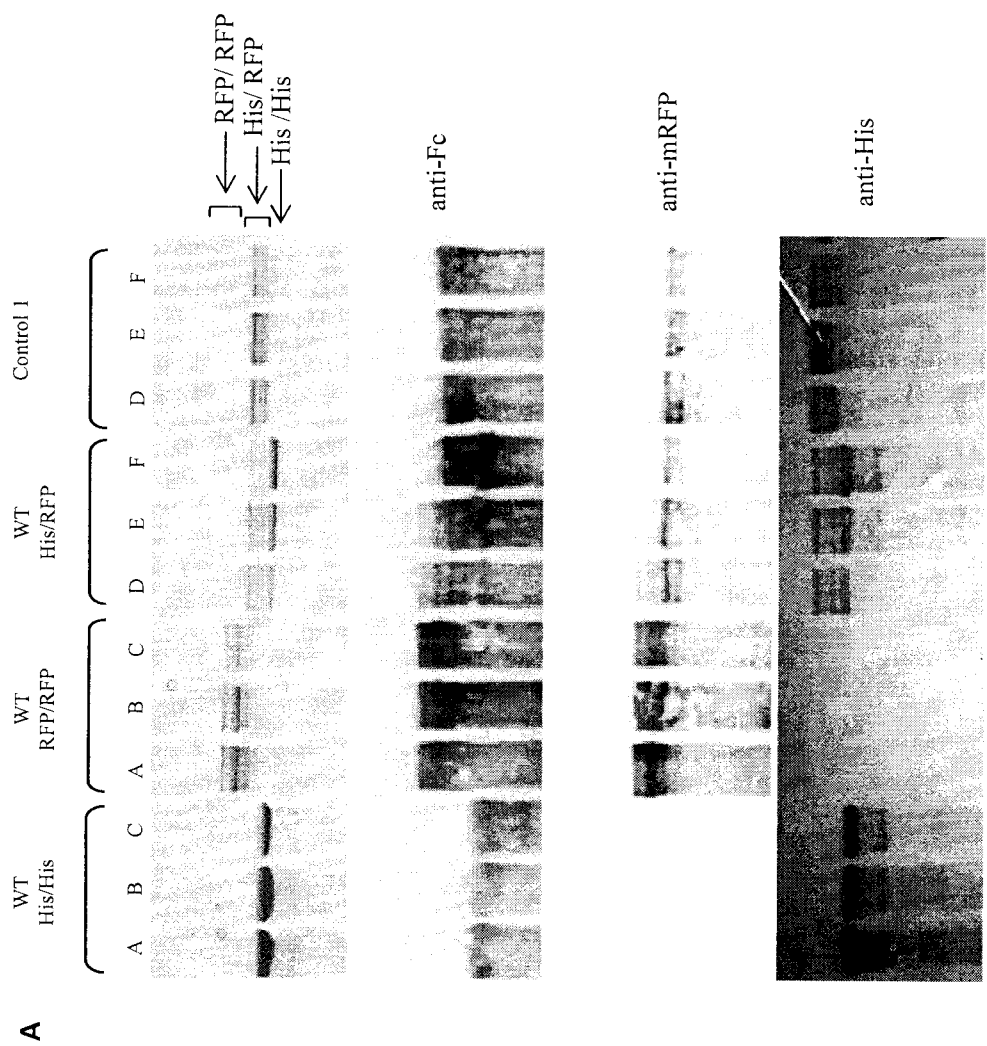 A
WT
His/His
WT
RFP/RFP
WT
His/RFP
Control 1
A B C A B C D E F D E F
RFP/ RFP
His/ RFP
His /His
anti-Fc
anti-mRFP
anti-His